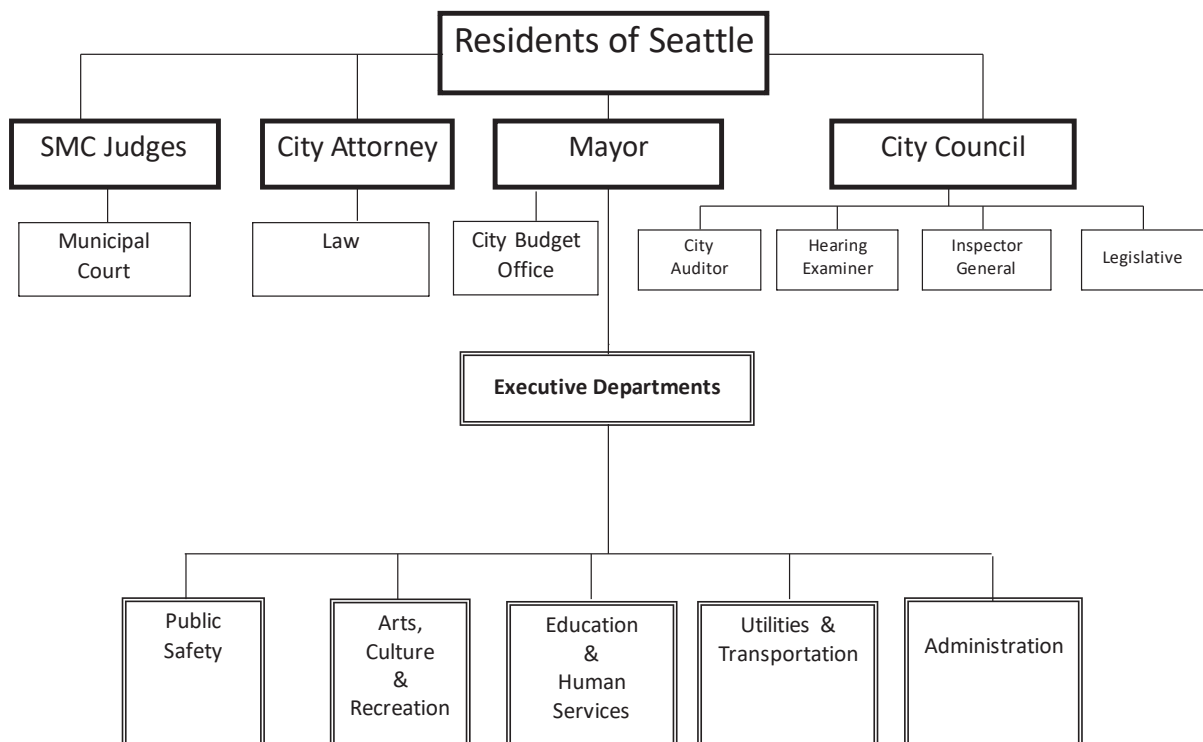 Residents of Seattle
SMC Judges
City Attorney
Mayor
City Council
Municipal
Court
Law
City Budget
Office
City
Auditor
Hearing
Examiner
Inspector
General
Legislative
Executive Departments
Public
Safety
Arts,
Culture
&
Recreation
Education
&
Human
Services
Utilities &
Transportation
Administration